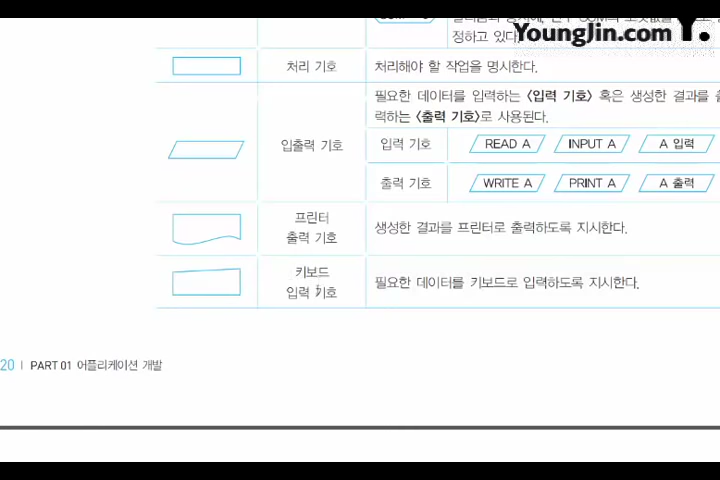 YoungJin.com Y.
정하고 있다.
처리 기호 처리해야 할 작업을 명시한다.
필요한 데이터를 입력하는 <입력 기호> 혹은 생성한 결과를
입출력 기호 력하는 <출력 기호>로 사용된다.
입력 기호 READ A INPUT A A 입력
출력 기호 WRITE A PRINT A A 출력
프린터
출력 기호 생성한 결과를 프린터로 출력하도록 지시한다.
키보드
입력 기호 필요한 데이터를 키보드로 입력하도록 지시한다.
20 | PART 01 어플리케이션 개발